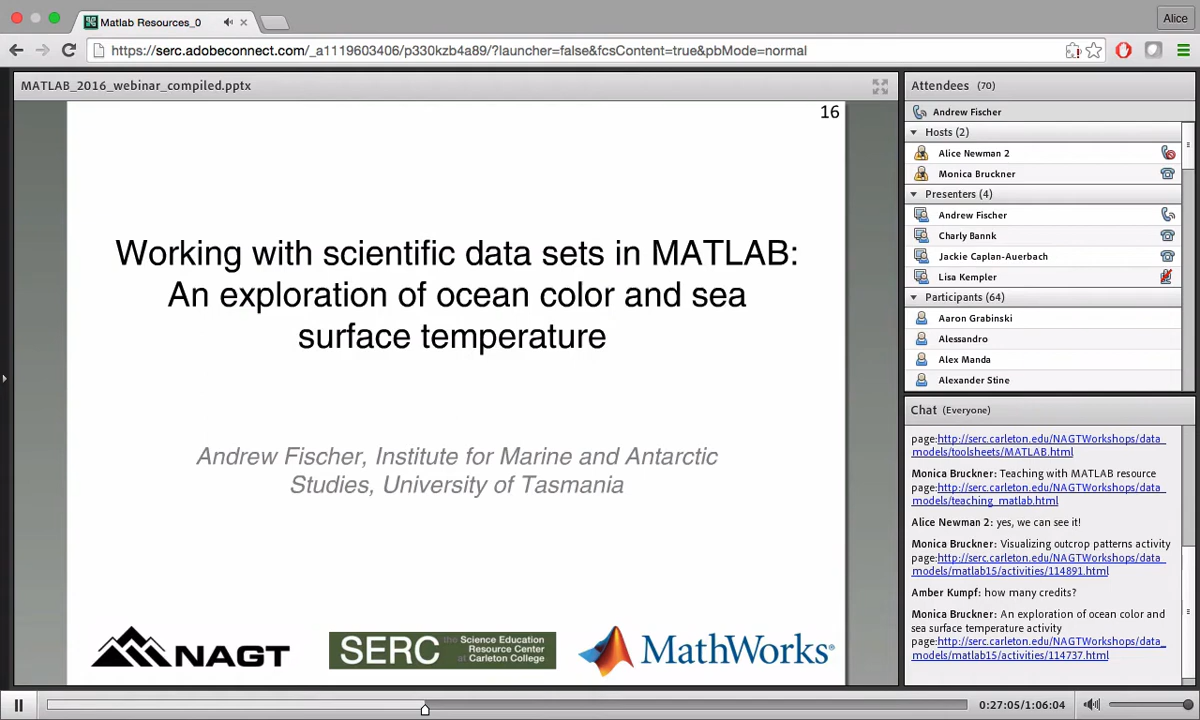 Matlab Resources_0
Alice
https://serc.adobeconnect.com/_a1119603406/p330kzb4a89/?launcher=false&fcsContent=true&pbMode=normal
MATLAB_2016_webinar_compiled.pptx
16
Working with scientific data sets in MATLAB:
An exploration of ocean color and sea
surface temperature
Andrew Fischer, Institute for Marine and Antarctic
Studies, University of Tasmania
NAGT
SERC
the Science Education
Resource Center
at Carleton College
MathWorks®
Attendees (70)
Andrew Fischer
Hosts (2)
Alice Newman 2
Monica Bruckner
Presenters (4)
Andrew Fischer
Charly Bannk
Jackie Caplan-Auerbach
Lisa Kempler
Participants (64)
Aaron Grabinski
Alessandro
Alex Manda
Alexander Stine
Chat (Everyone)
page:http://serc.carleton.edu/NAGTWorkshops/data_
models/toolsheets/MATLAB.html
Monica Bruckner: Teaching with MATLAB resource
page:http://serc.carleton.edu/NAGTWorkshops/data_
models/teaching_matlab.html
Alice Newman 2: yes, we can see it!
Monica Bruckner: Visualizing outcrop patterns activity
page:http://serc.carleton.edu/NAGTWorkshops/data_
models/matlab15/activities/114891.html
Amber Kumpf: how many credits?
Monica Bruckner: An exploration of ocean color and
sea surface temperature activity
page:http://serc.carleton.edu/NAGTWorkshops/data_
models/matlab15/activities/114737.html
0:27:05/1:06:04